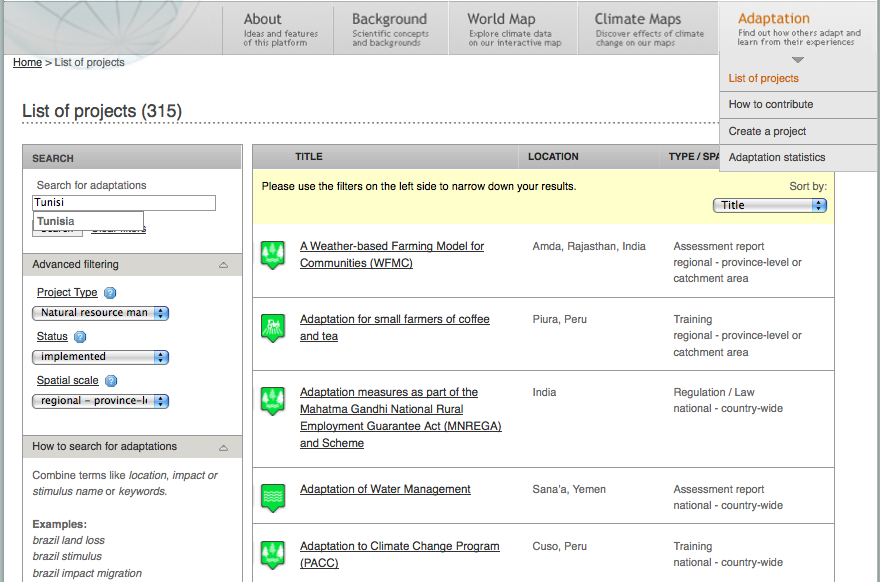 About
Ideas and features
of this platform
Background
Scientific concepts
and backgrounds
World Map
Explore climate data
on our interactive map
Climate Maps
Discover effects of climate
change on our maps
Adaptation
Find out how others adapt and
learn from their experiences
List of projects
How to contribute
Create a project
Adaptation statistics
Home > List of projects
List of projects (315)
SEARCH
Search for adaptations
Tunisi
Tunisia
Search Clear filters
Advanced filtering
Project Type ?
Natural resource man
Status ?
implemented
Spatial scale ?
regional - province-l
How to search for adaptations
Combine terms like location, impact or
stimulus name or keywords.
Examples:
brazil land loss
brazil stimulus
brazil impact migration
TITLE LOCATION TYPE / SPA
Please use the filters on the left side to narrow down your results.
Sort by:
Title
A Weather-based Farming Model for
Communities (WFMC)
Amda, Rajasthan, India
Assessment report
regional - province-level or
catchment area
Adaptation for small farmers of coffee
and tea
Piura, Peru
Training
regional - province-level or
catchment area
Adaptation measures as part of the
Mahatma Gandhi National Rural
Employment Guarantee Act (MNREGA)
and Scheme
India
Regulation / Law
national - country-wide
Adaptation of Water Management
Sana'a, Yemen
Assessment report
national - country-wide
Adaptation to Climate Change Program
(PACC)
Cuso, Peru
Training
national - country-wide